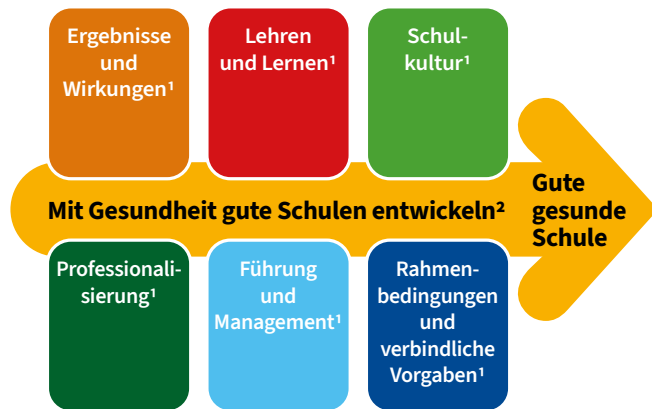 Ergebnisse
und
Wirkungen¹
Lehren
und Lernen¹
Schul-
kultur¹
Mit Gesundheit gute Schulen entwickeln²
Gute
gesunde
Schule
Professionali-
sierung¹
Führung
und
Management¹
Rahmen-
bedingungen
und
verbindliche
Vorgaben¹